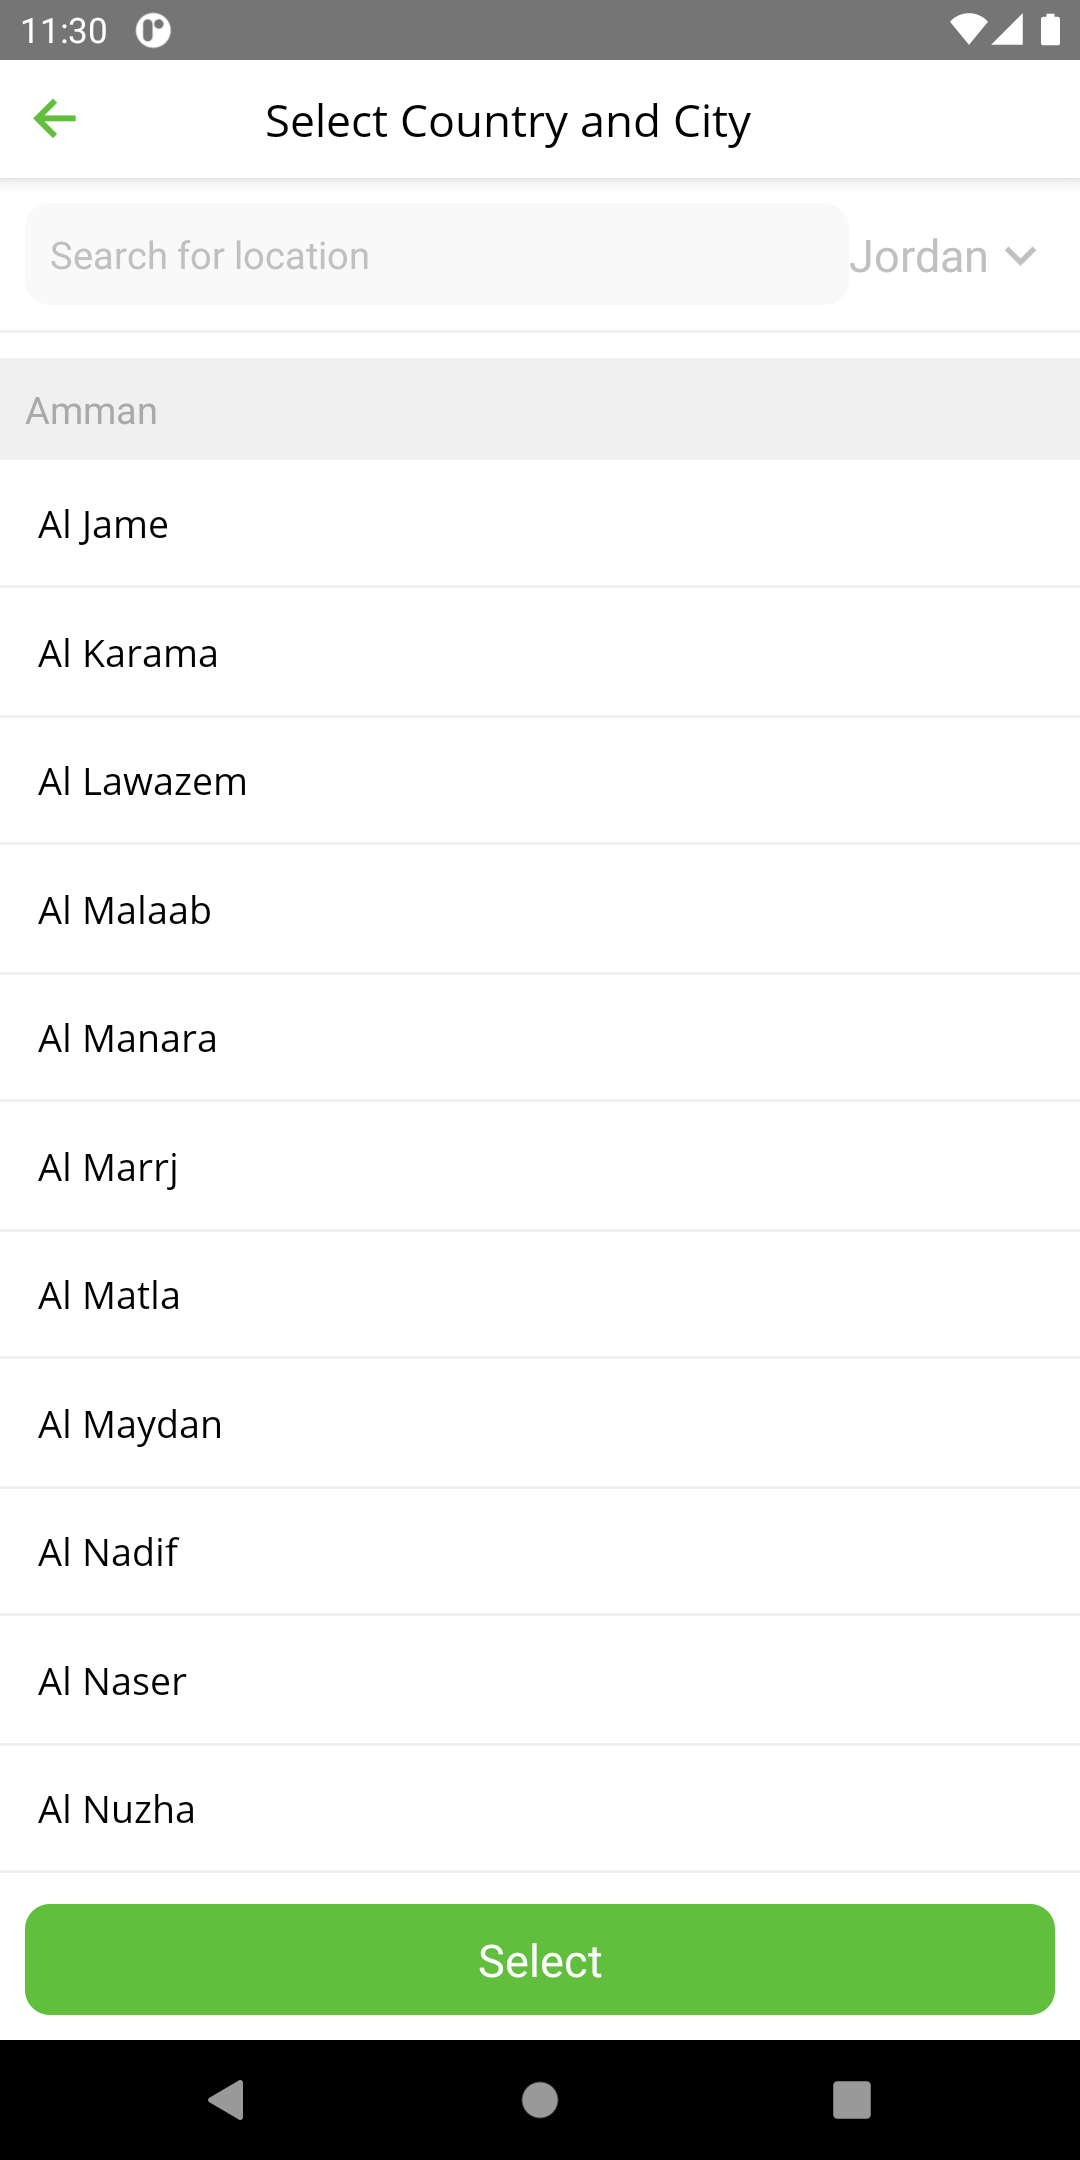 11:30
Select Country and City
Search for location
Jordan
Amman
Al Jame
Al Karama
Al Lawazem
Al Malaab
Al Manara
Al Marrj
Al Matla
Al Maydan
Al Nadif
Al Naser
Al Nuzha
Select